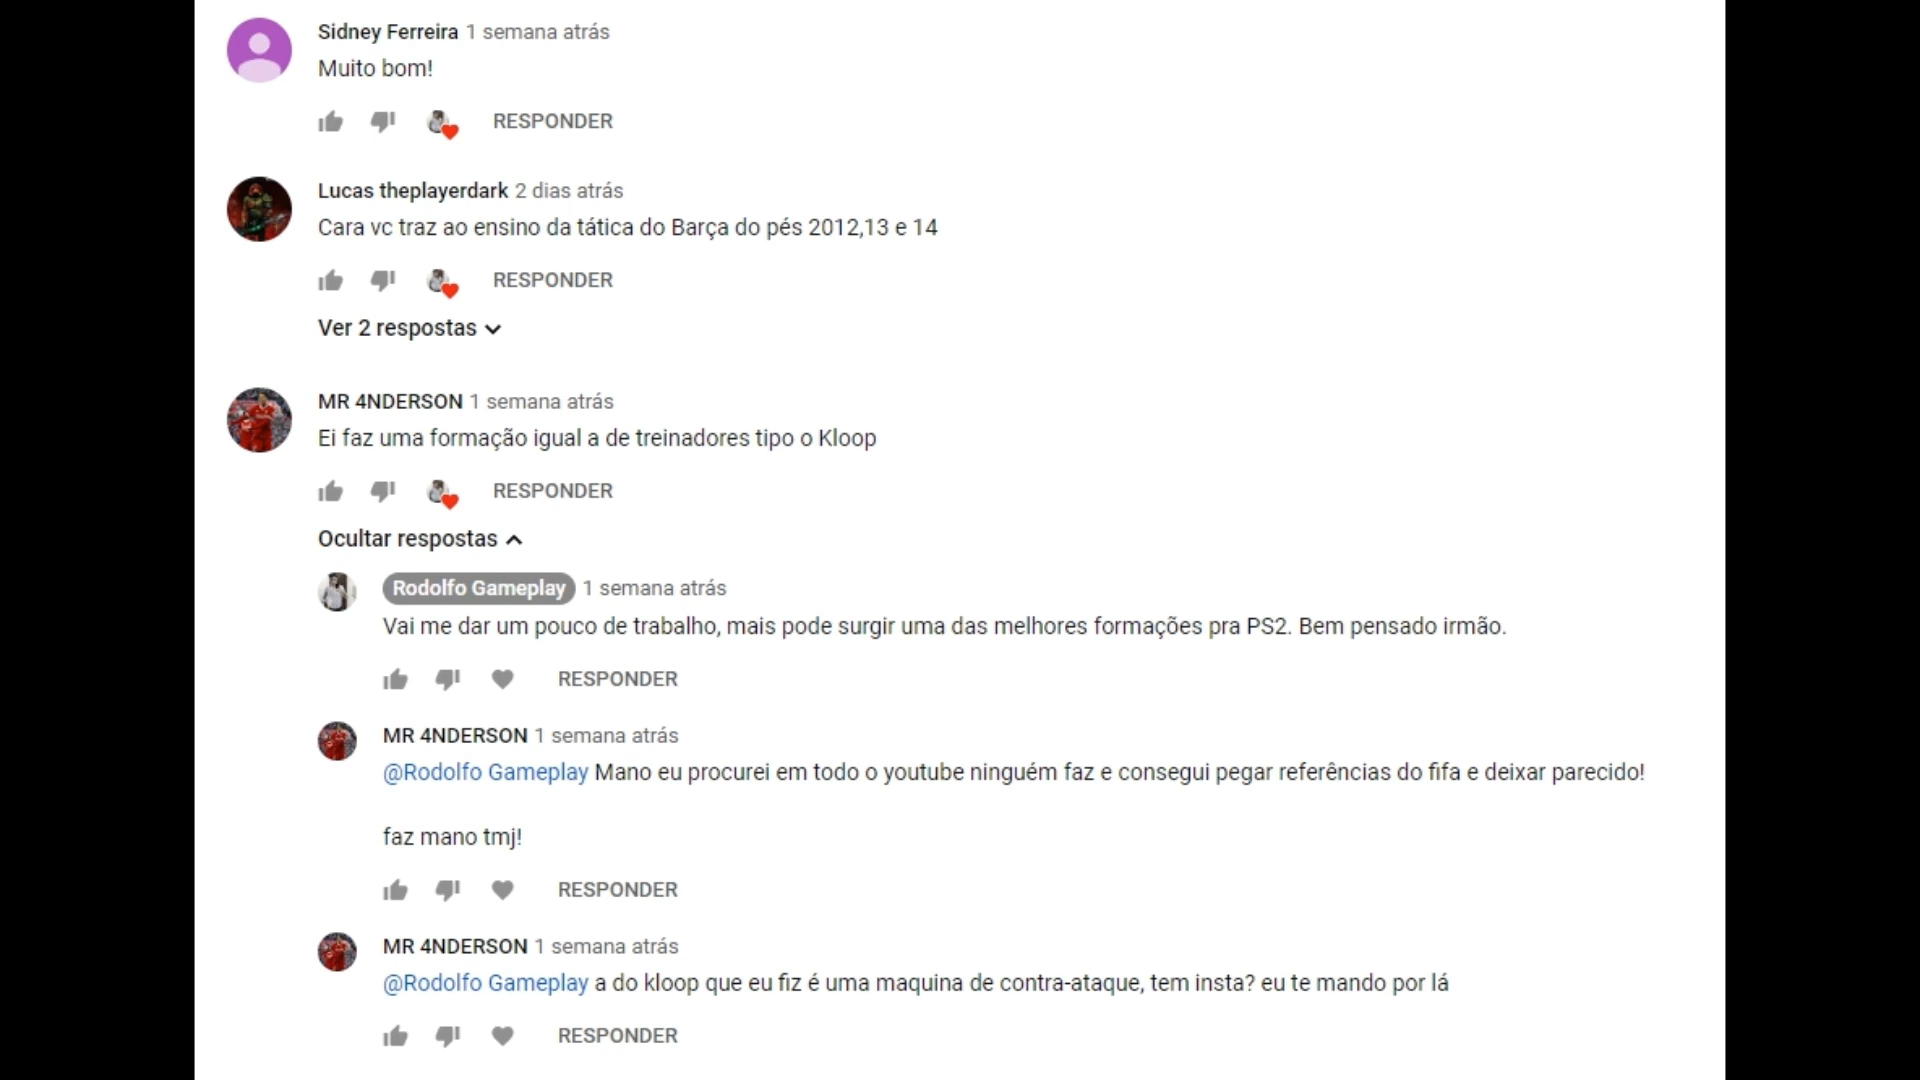 Sidney Ferreira 1 semana atrás
Muito bom!
RESPONDER
Lucas theplayerdark 2 dias atrás
Cara vc traz ao ensino da tática do Barça do pés 2012,13 e 14
RESPONDER
Ver 2 respostas
MR 4NDERSON 1 semana atrás
Ei faz uma formação igual a de treinadores tipo o Kloop
RESPONDER
Ocultar respostas
Rodolfo Gameplay 1 semana atrás
Vai me dar um pouco de trabalho, mais pode surgir uma das melhores formações pra PS2. Bem pensado irmão.
RESPONDER
MR 4NDERSON 1 semana atrás
@Rodolfo Gameplay Mano eu procurei em todo o youtube ninguém faz e consegui pegar referências do fifa e deixar parecido!
faz mano tmj!
RESPONDER
MR 4NDERSON 1 semana atrás
@Rodolfo Gameplay a do kloop que eu fiz é uma maquina de contra-ataque, tem insta? eu te mando por lá
RESPONDER